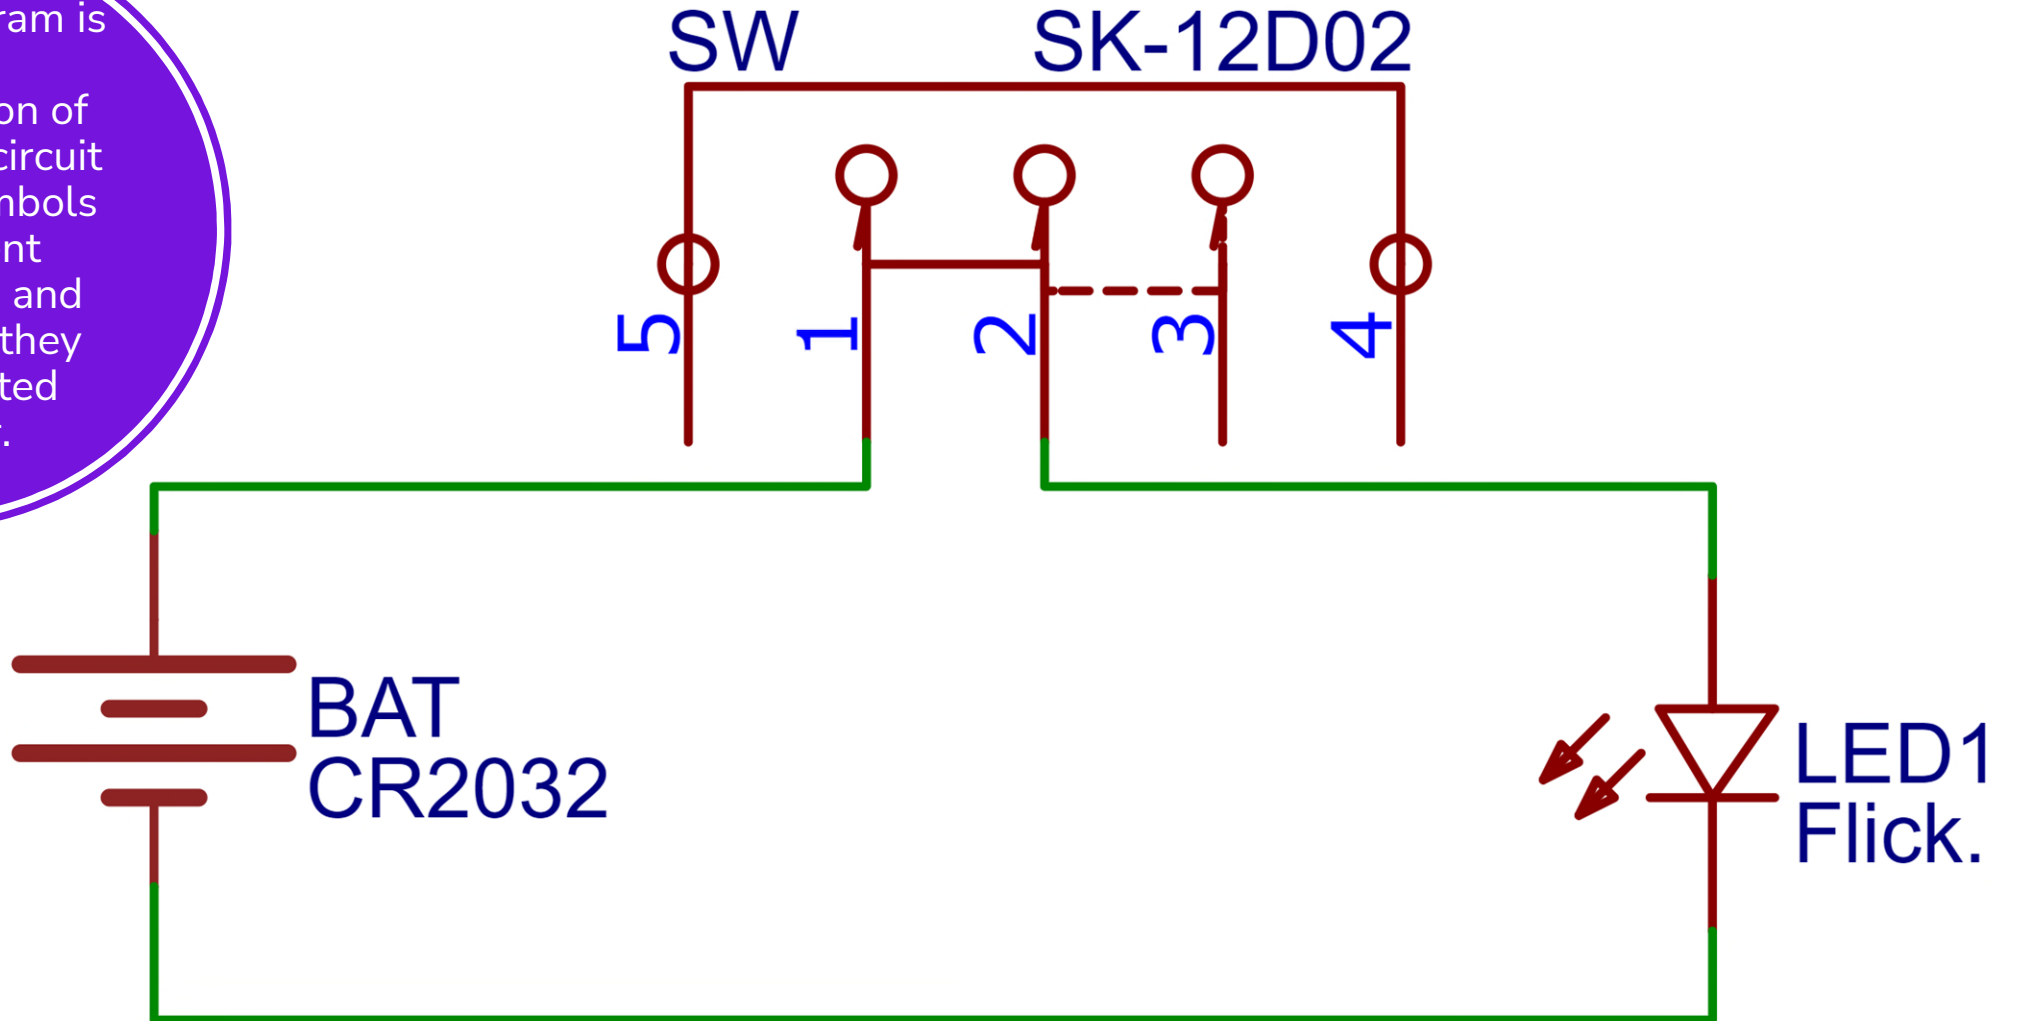 ram is
on of
circuit
nbols
nt
and
they
ted
r.
SW SK-12D02
5 1 2 3 4
BAT
CR2032
LED1
Flick.